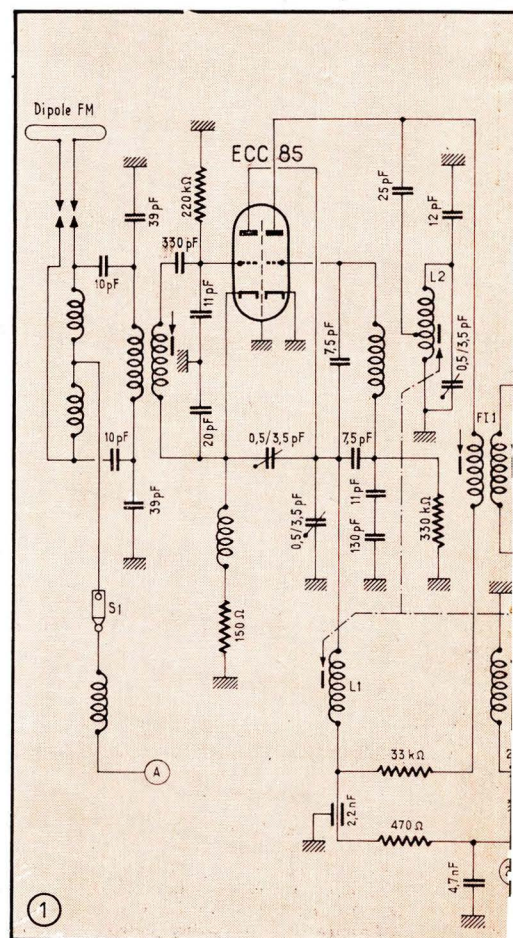 Dipole FM
ECC 85
39 pF
220 kΩ
25 pF
12 pF
330 pF
10 pF
11 pF
L2
7,5 pF
0,5/3,5 pF
FI1
20 pF
0,5/3,5 pF
7,5 pF
10 pF
11 pF
39 pF
0,5/3,5 pF
130 pF
330 kΩ
S1
150 Ω
L1
A
33 kΩ
2,2 nF
470 Ω
4,7 nF
1